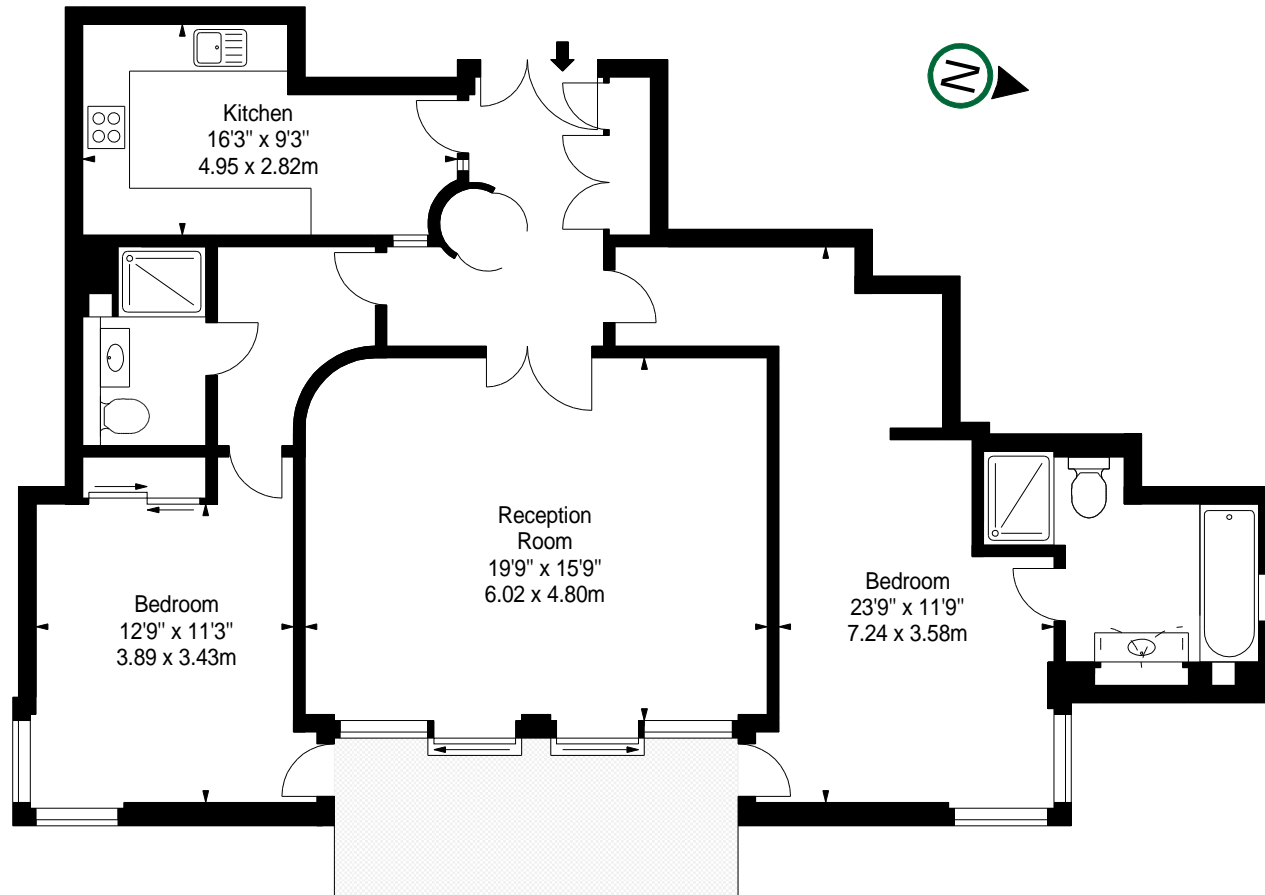 N
Kitchen
16'3" x 9'3"
4.95 x 2.82m
Reception
Room
19'9" x 15'9"
6.02 x 4.80m
Bedroom
12'9" x 11'3"
3.89 x 3.43m
Bedroom
23'9" x 11'9"
7.24 x 3.58m